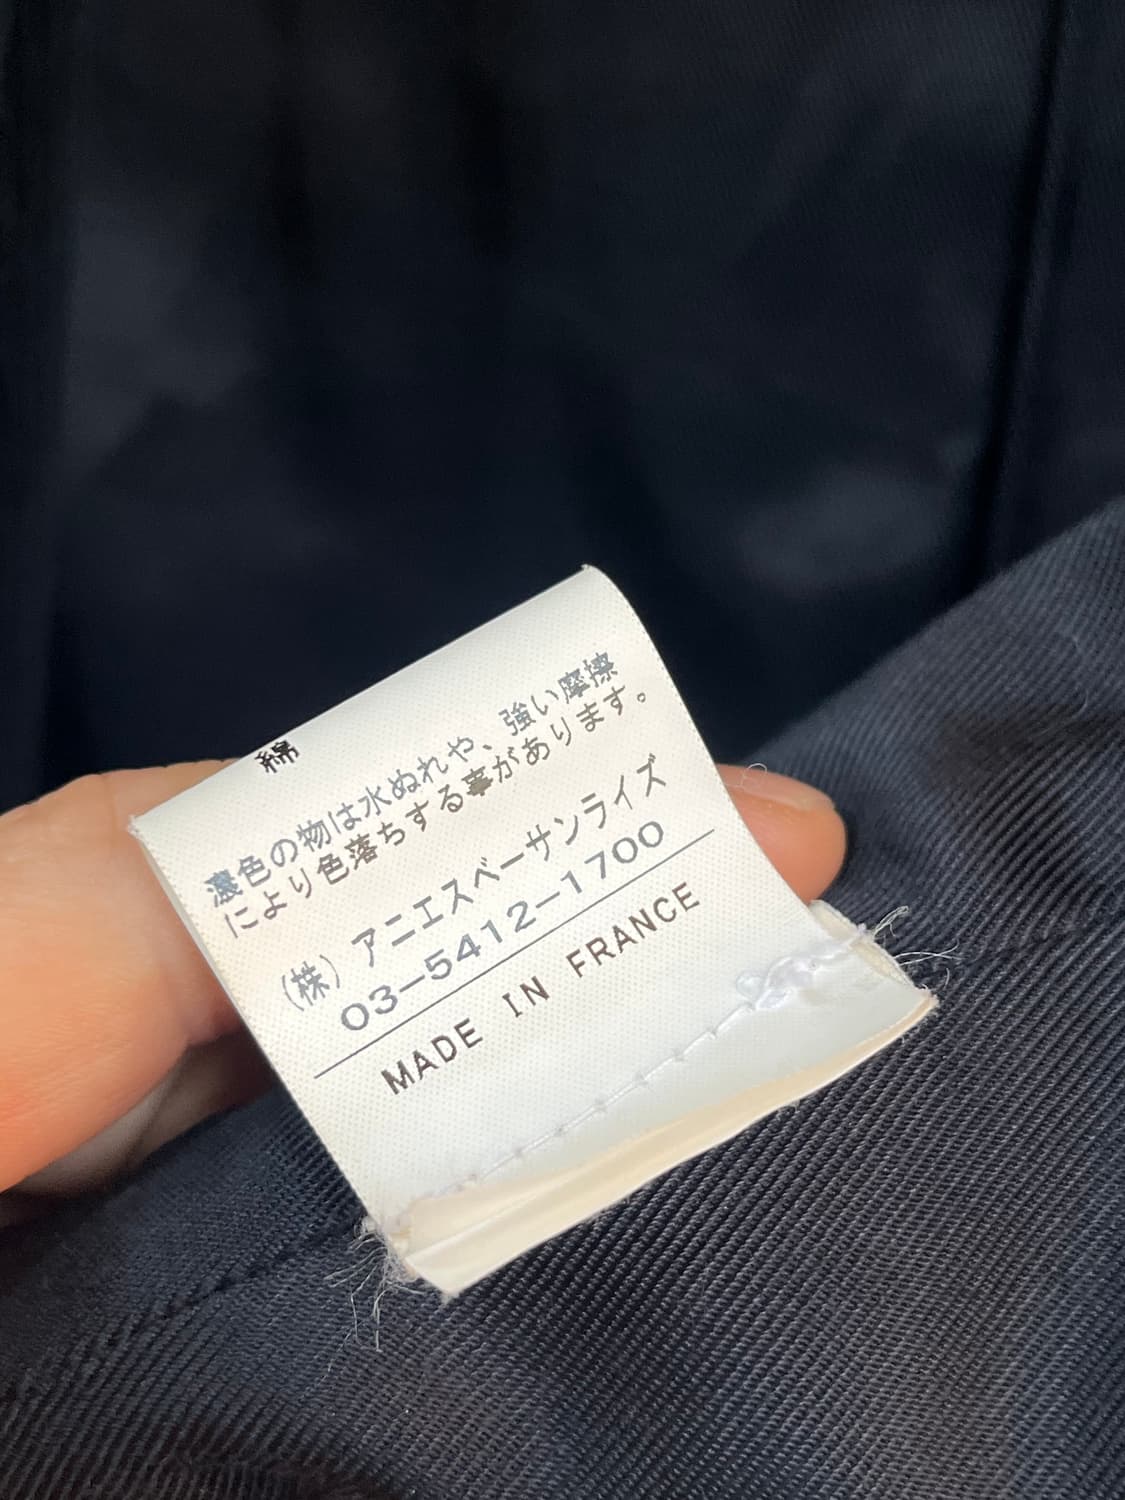 綿
濃色の物は水ぬれや、強い摩擦
により色落ちする事があります。
(株) アニエスベーサンライズ
03-5412-1700
MADE IN FRANCE